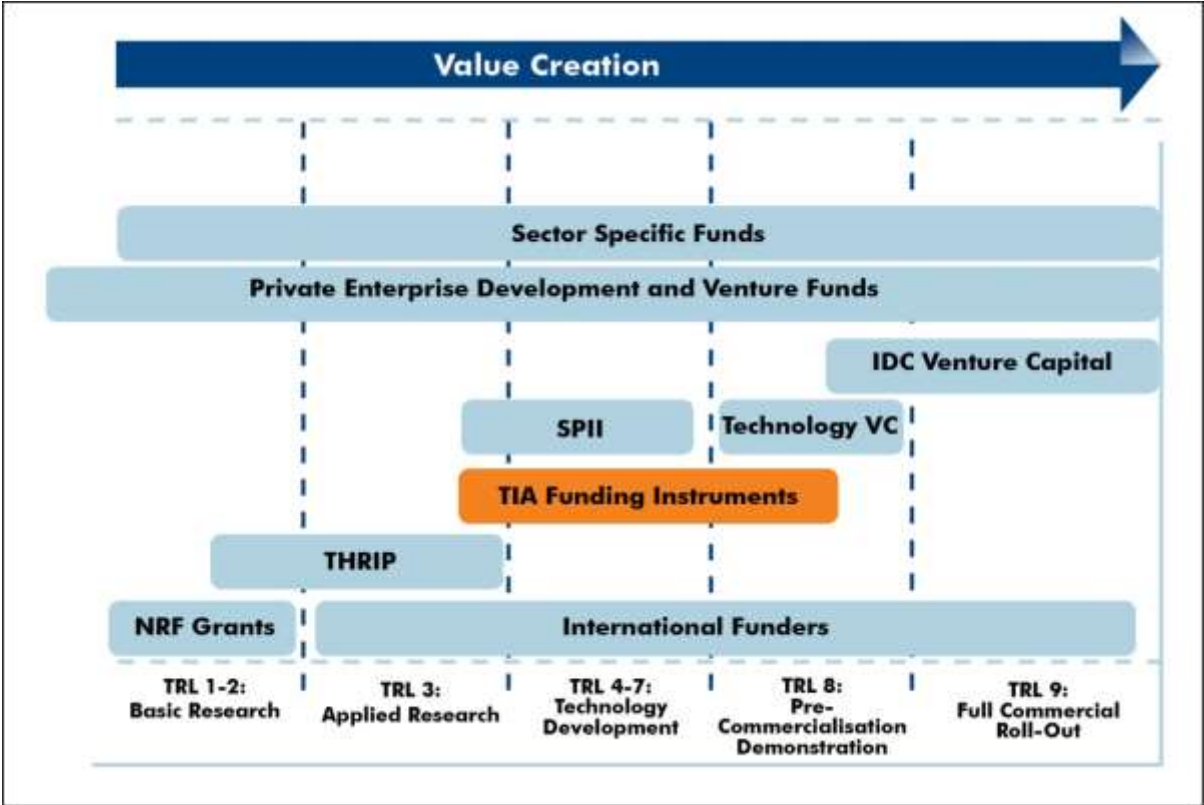 Value Creation
Sector Specific Funds
Private Enterprise Development and Venture Funds
IDC Venture Capital
SPII
Technology VC
TIA Funding Instruments
THRIP
NRF Grants
International Funders
TRL 1-2:
Basic Research
TRL 3:
Applied Research
TRL 4-7:
Technology
Development
TRL 8:
Pre-
Commercialisation
Demonstration
TRL 9:
Full Commercial
Roll-Out